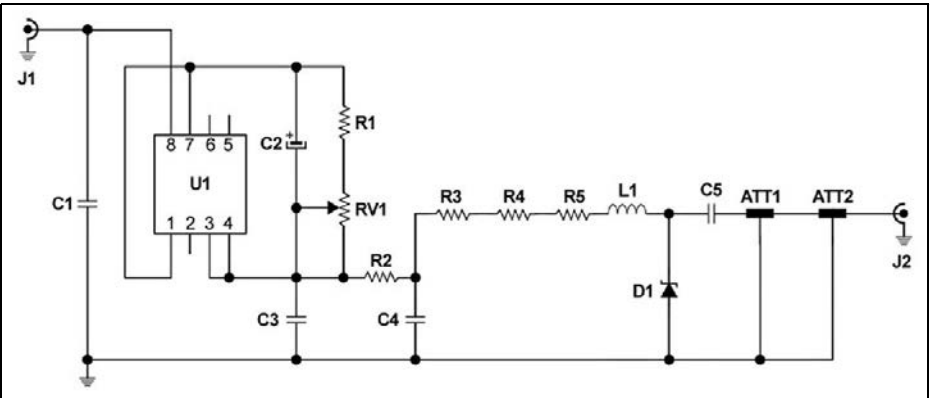 J1
C1
8 7 6 5
U1
1 2 3 4
C2
+
R1
RV1
R2
C3
C4
R3
R4
R5
L1
D1
C5
ATT1
ATT2
J2